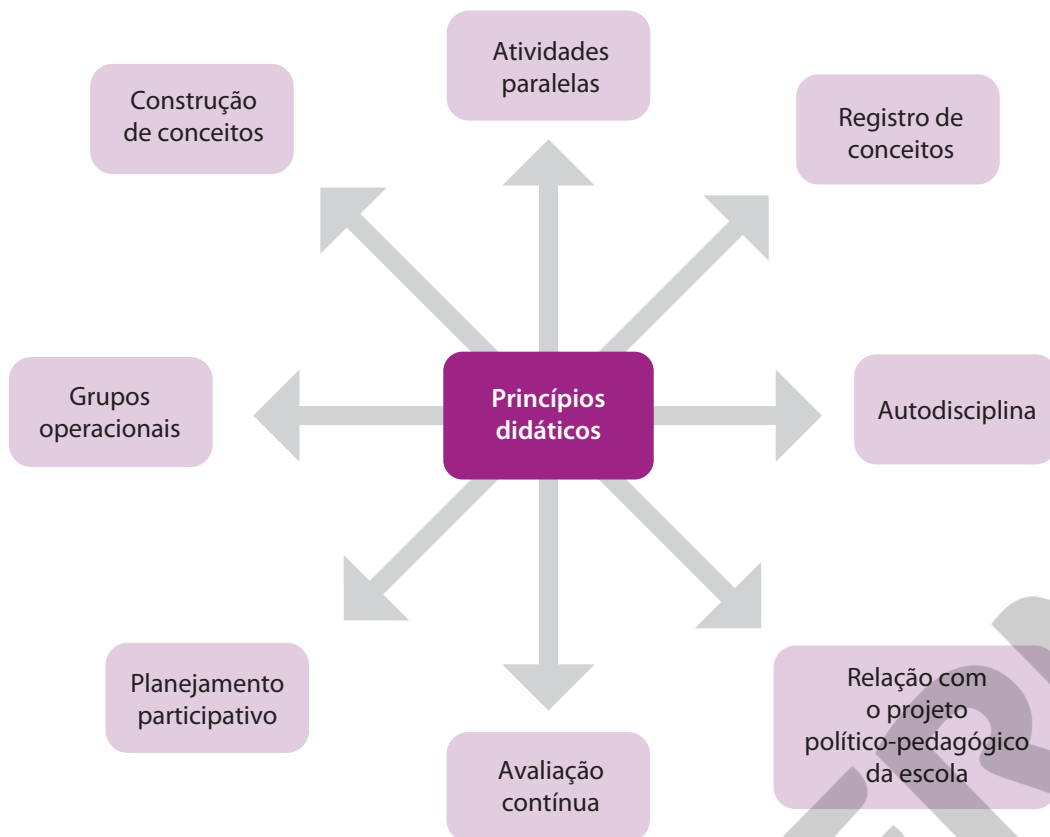 Atividades
paralelas
Construção
de conceitos
Registro de
conceitos
Grupos
operacionais
Princípios
didáticos
Autodisciplina
Planejamento
participativo
Avaliação
contínua
Relação com
o projeto
político-pedagógico
da escola